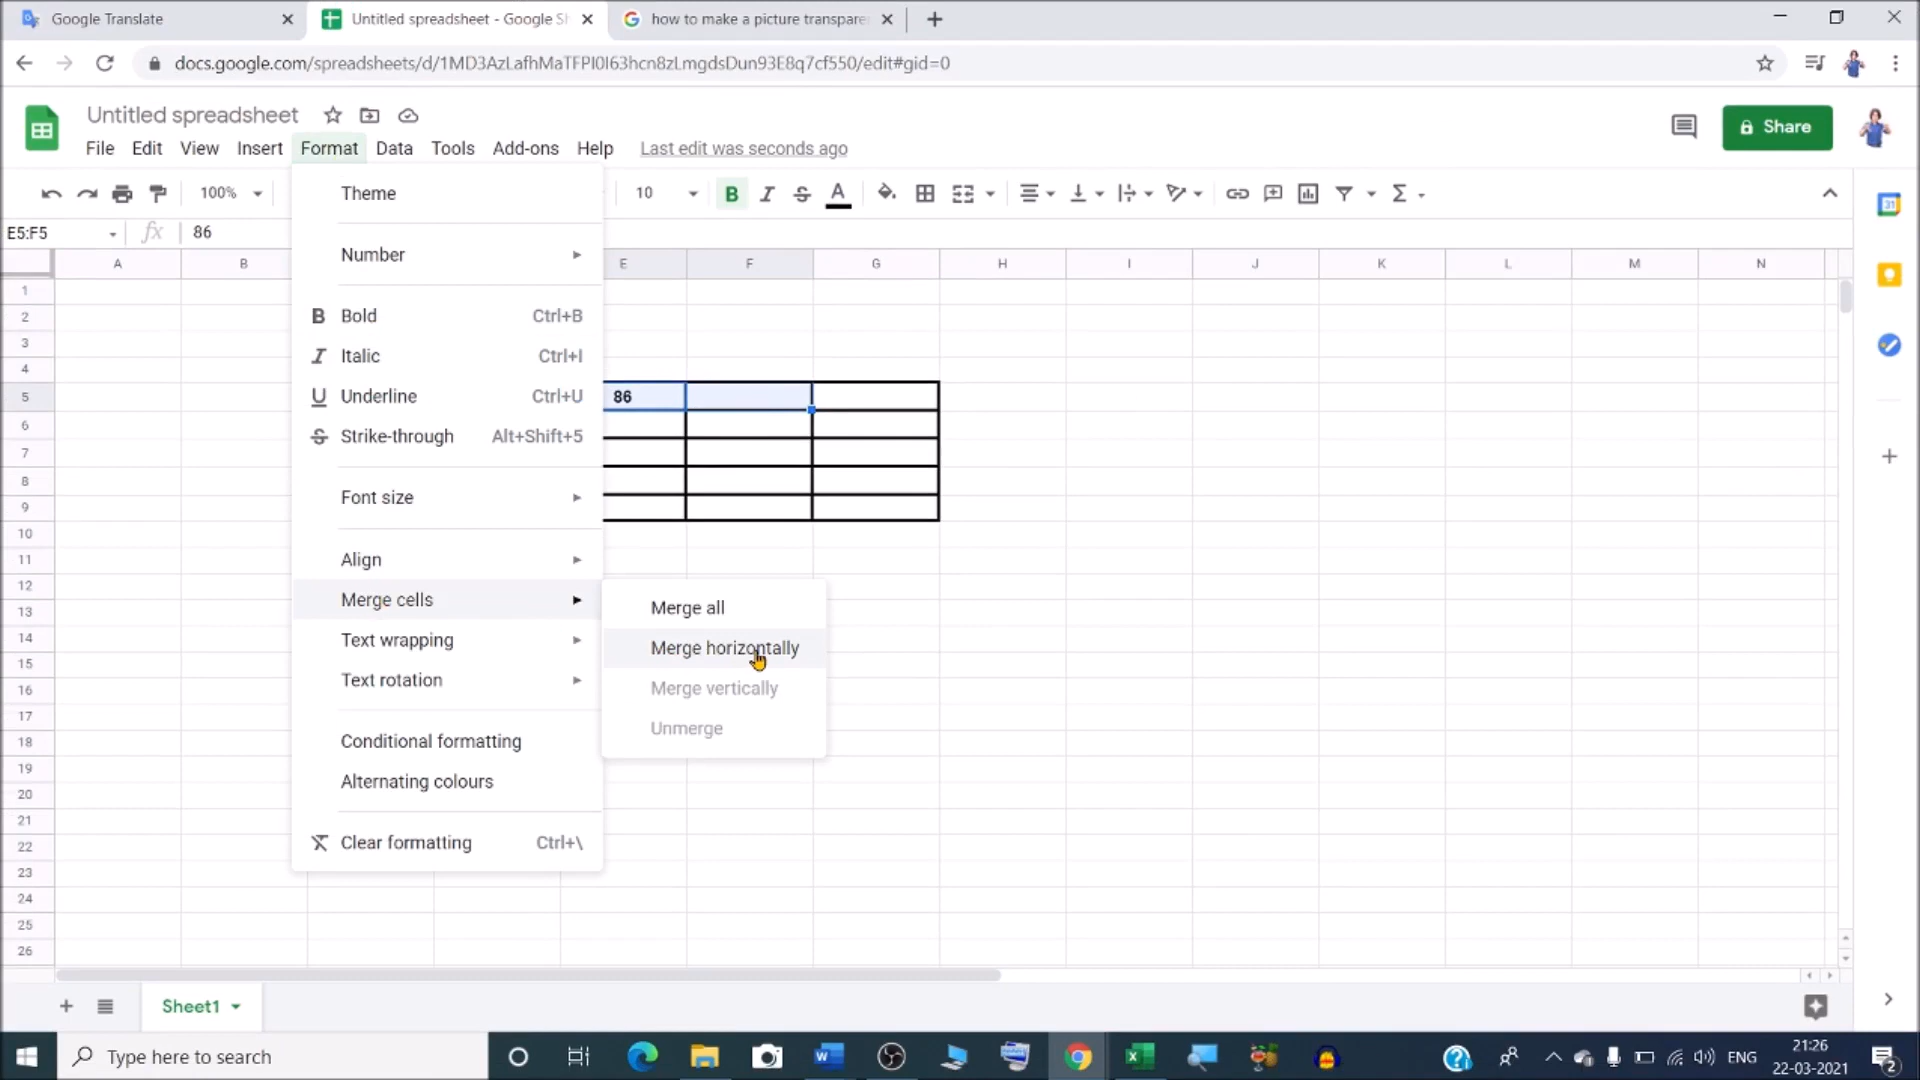 Google Translate
Untitled spreadsheet - Google Sh
how to make a picture transpare
docs.google.com/spreadsheets/d/1MD3AzLafhMaTFPl0I63hcn8zLmgdsDun93E8q7cf550/edit#gid=0
Untitled spreadsheet
Share
File Edit View Insert Format Data Tools Add-ons Help Last edit was seconds ago
100% 10 B I S A
E5:F5 fx 86
A B E F G H I J K L M N
Theme
Number
Bold Ctrl+B
Italic Ctrl+I
Underline Ctrl+U
Strike-through Alt+Shift+5
Font size
Align
Merge cells
Text wrapping
Text rotation
Conditional formatting
Alternating colours
Clear formatting Ctrl+\
Merge all
Merge horizontally
Merge vertically
Unmerge
1
2
3
4
5 86
6
7
8
9
10
11
12
13
14
15
16
17
18
19
20
21
22
23
24
25
26
Sheet1
Type here to search
ENG
21:26
22-03-2021
2